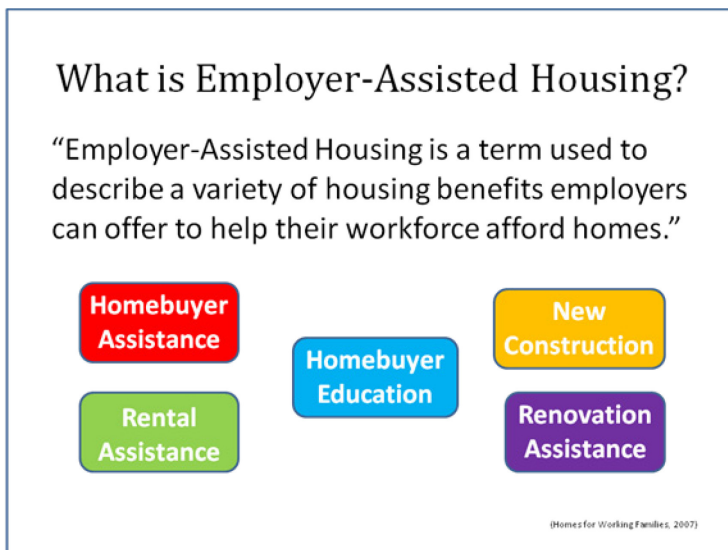 What is Employer-Assisted Housing?
“Employer-Assisted Housing is a term used to
describe a variety of housing benefits employers
can offer to help their workforce afford homes.”
Homebuyer
Assistance
Rental
Assistance
Homebuyer
Education
New
Construction
Renovation
Assistance
(Homes for Working Families, 2007)